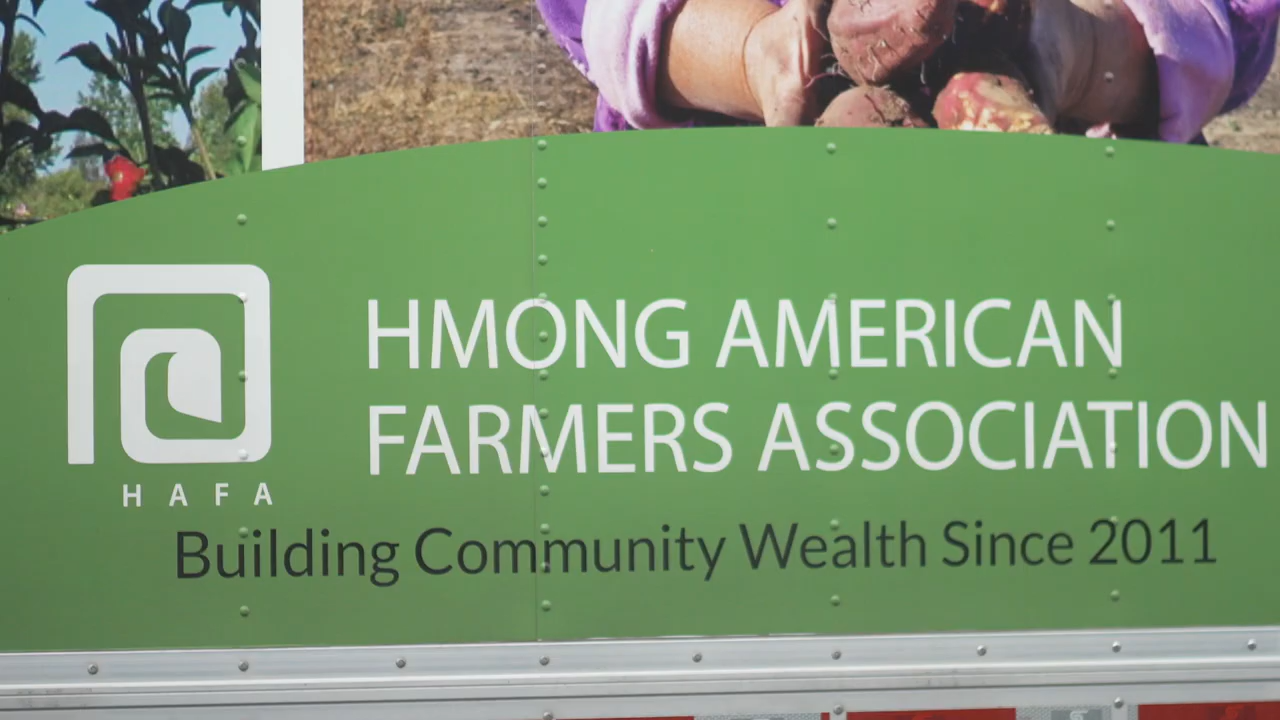 HMONG AMERICAN
FARMERS ASSOCIATION
HAFA
Building Community Wealth Since 2011